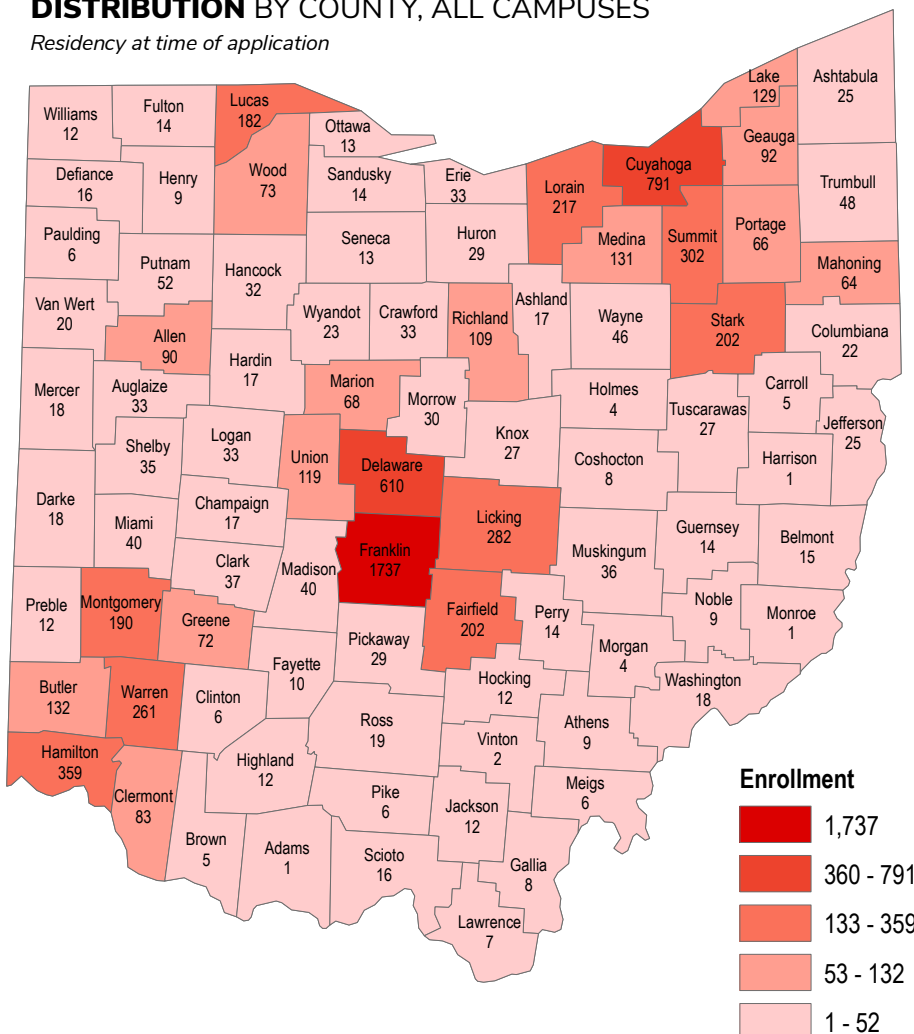 DISTRIBUTION BY COUNTY, ALL CAMPUSES
Residency at time of application
Williams
12
Fulton
14
Lucas
182
Ottawa
13
Lake
129
Ashtabula
25
Geauga
92
Defiance
16
Henry
9
Wood
73
Sandusky
14
Erie
33
Lorain
217
Cuyahoga
791
Trumbull
48
Paulding
6
Putnam
52
Hancock
32
Seneca
13
Huron
29
Medina
131
Summit
302
Portage
66
Mahoning
64
Van Wert
20
Allen
90
Wyandot
23
Crawford
33
Richland
109
Ashland
17
Wayne
46
Stark
202
Columbiana
22
Mercer
18
Auglaize
33
Hardin
17
Marion
68
Morrow
30
Holmes
4
Tuscarawas
27
Carroll
5
Jefferson
25
Shelby
35
Logan
33
Union
119
Delaware
610
Knox
27
Coshocton
8
Harrison
1
Darke
18
Miami
40
Champaign
17
Licking
282
Muskingum
36
Guernsey
14
Belmont
15
Clark
37
Madison
40
Franklin
1737
Preble
12
Montgomery
190
Greene
72
Fairfield
202
Perry
14
Noble
9
Monroe
1
Pickaway
29
Morgan
4
Fayette
10
Butler
132
Warren
261
Clinton
6
Hocking
12
Washington
18
Ross
19
Athens
9
Hamilton
359
Highland
12
Vinton
2
Clermont
83
Pike
6
Jackson
12
Meigs
6
Brown
5
Adams
1
Scioto
16
Gallia
8
Lawrence
7
Enrollment
1,737
360 - 791
133 - 359
53 - 132
1 - 52